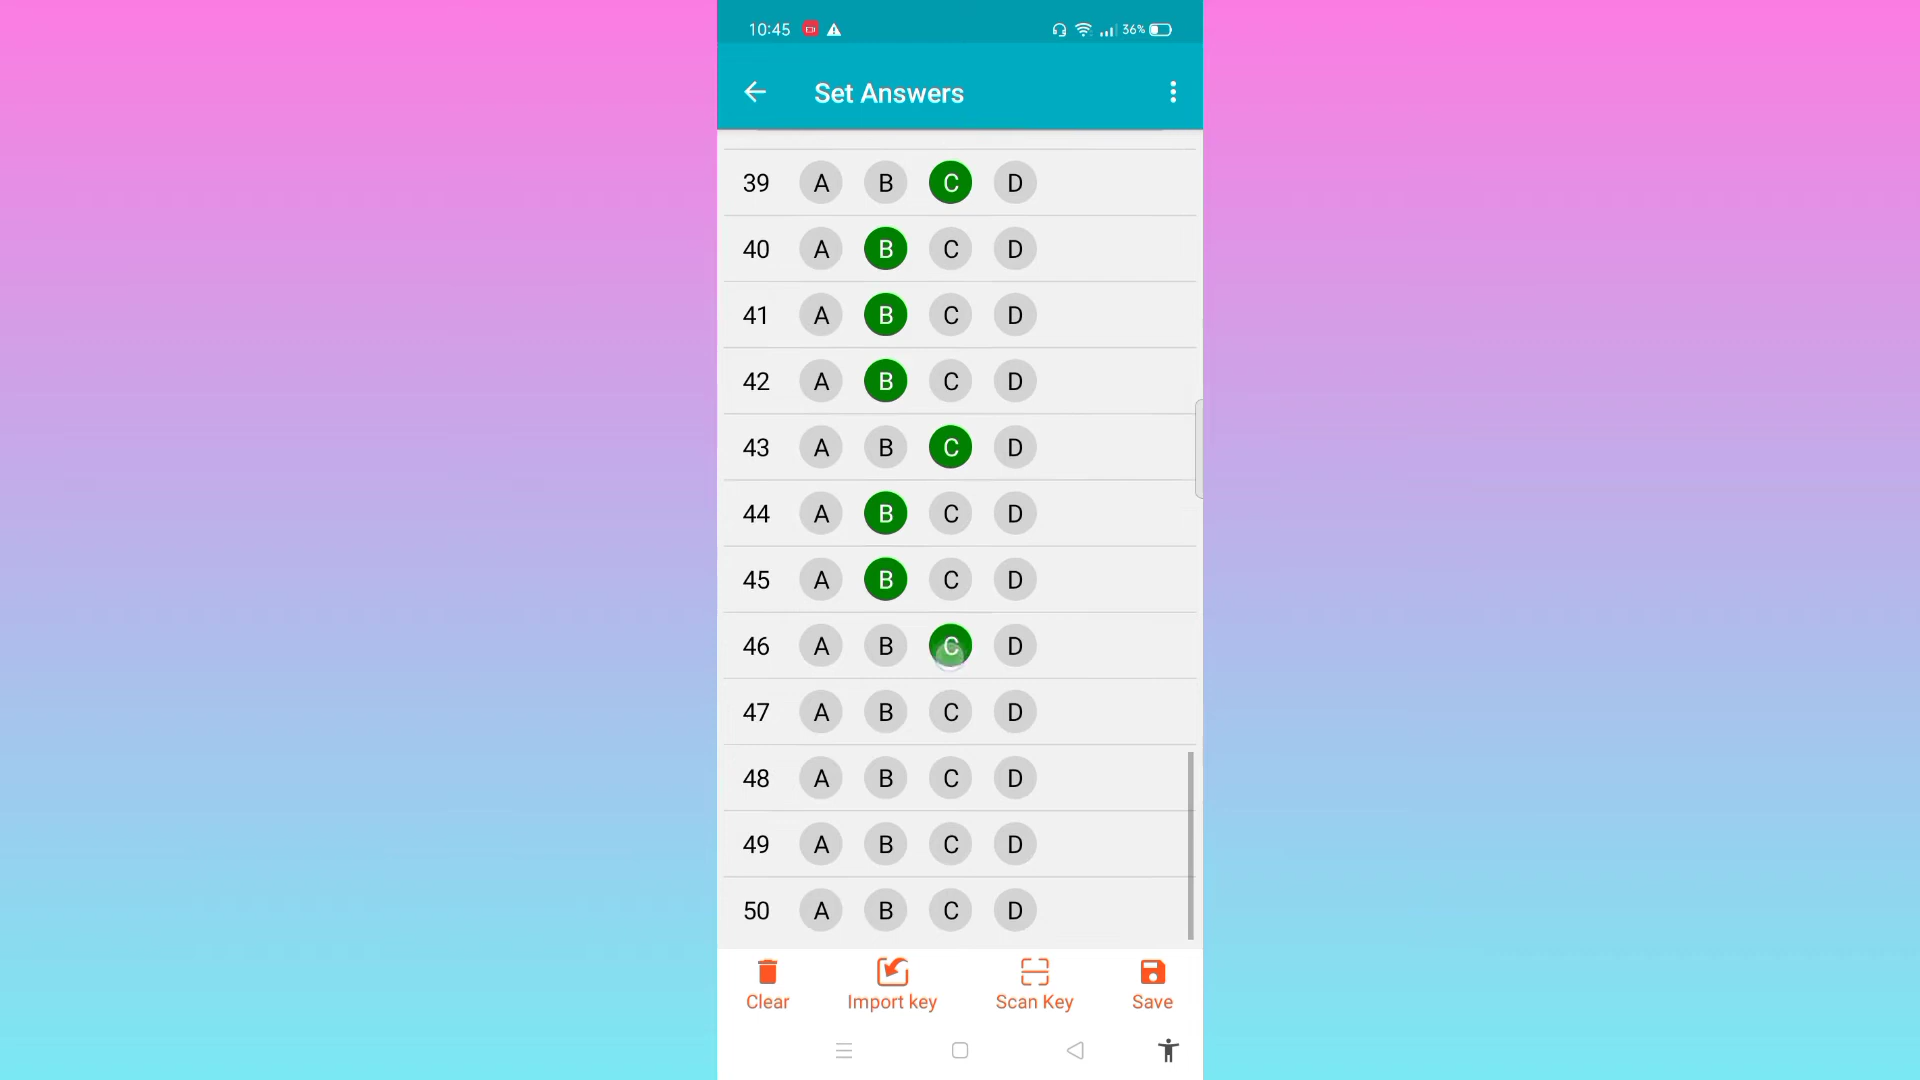 10:45 36%
Set Answers
39 A B C D
40 A B C D
41 A B C D
42 A B C D
43 A B C D
44 A B C D
45 A B C D
46 A B C D
47 A B C D
48 A B C D
49 A B C D
50 A B C D
Clear Import key Scan Key Save